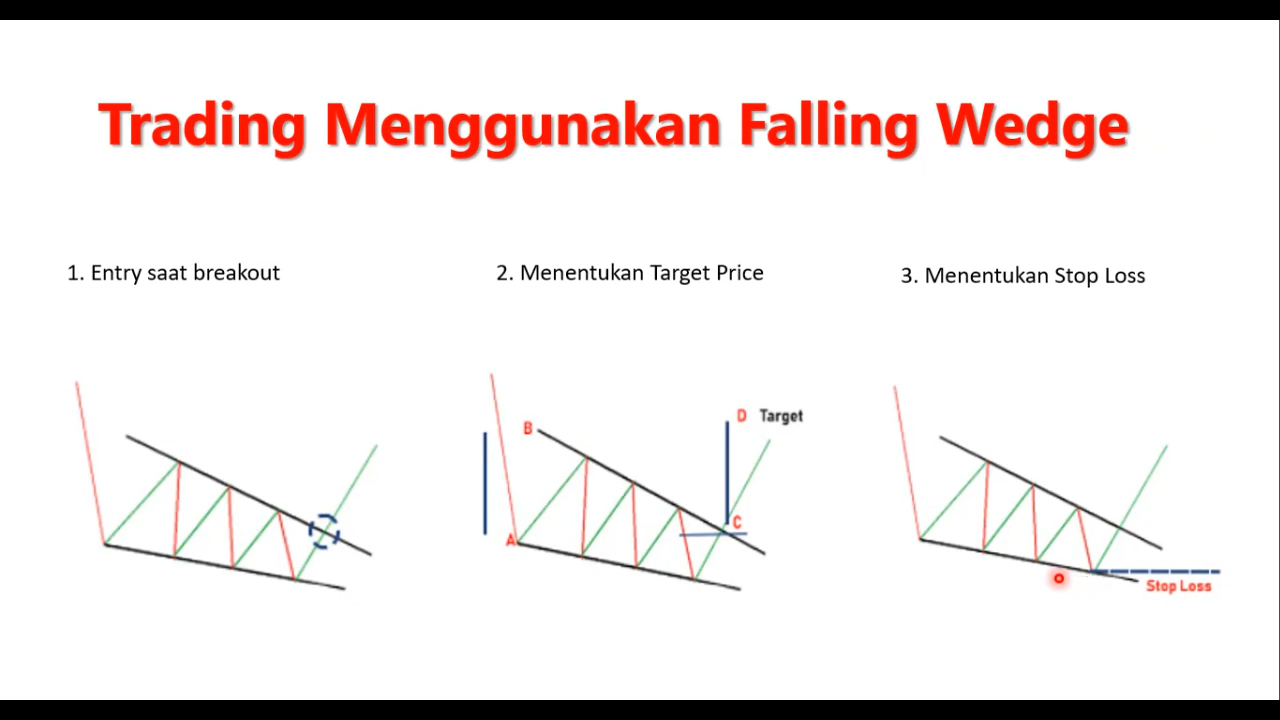 Trading Menggunakan Falling Wedge
1. Entry saat breakout
2. Menentukan Target Price
3. Menentukan Stop Loss
B
D Target
C
A
Stop Loss